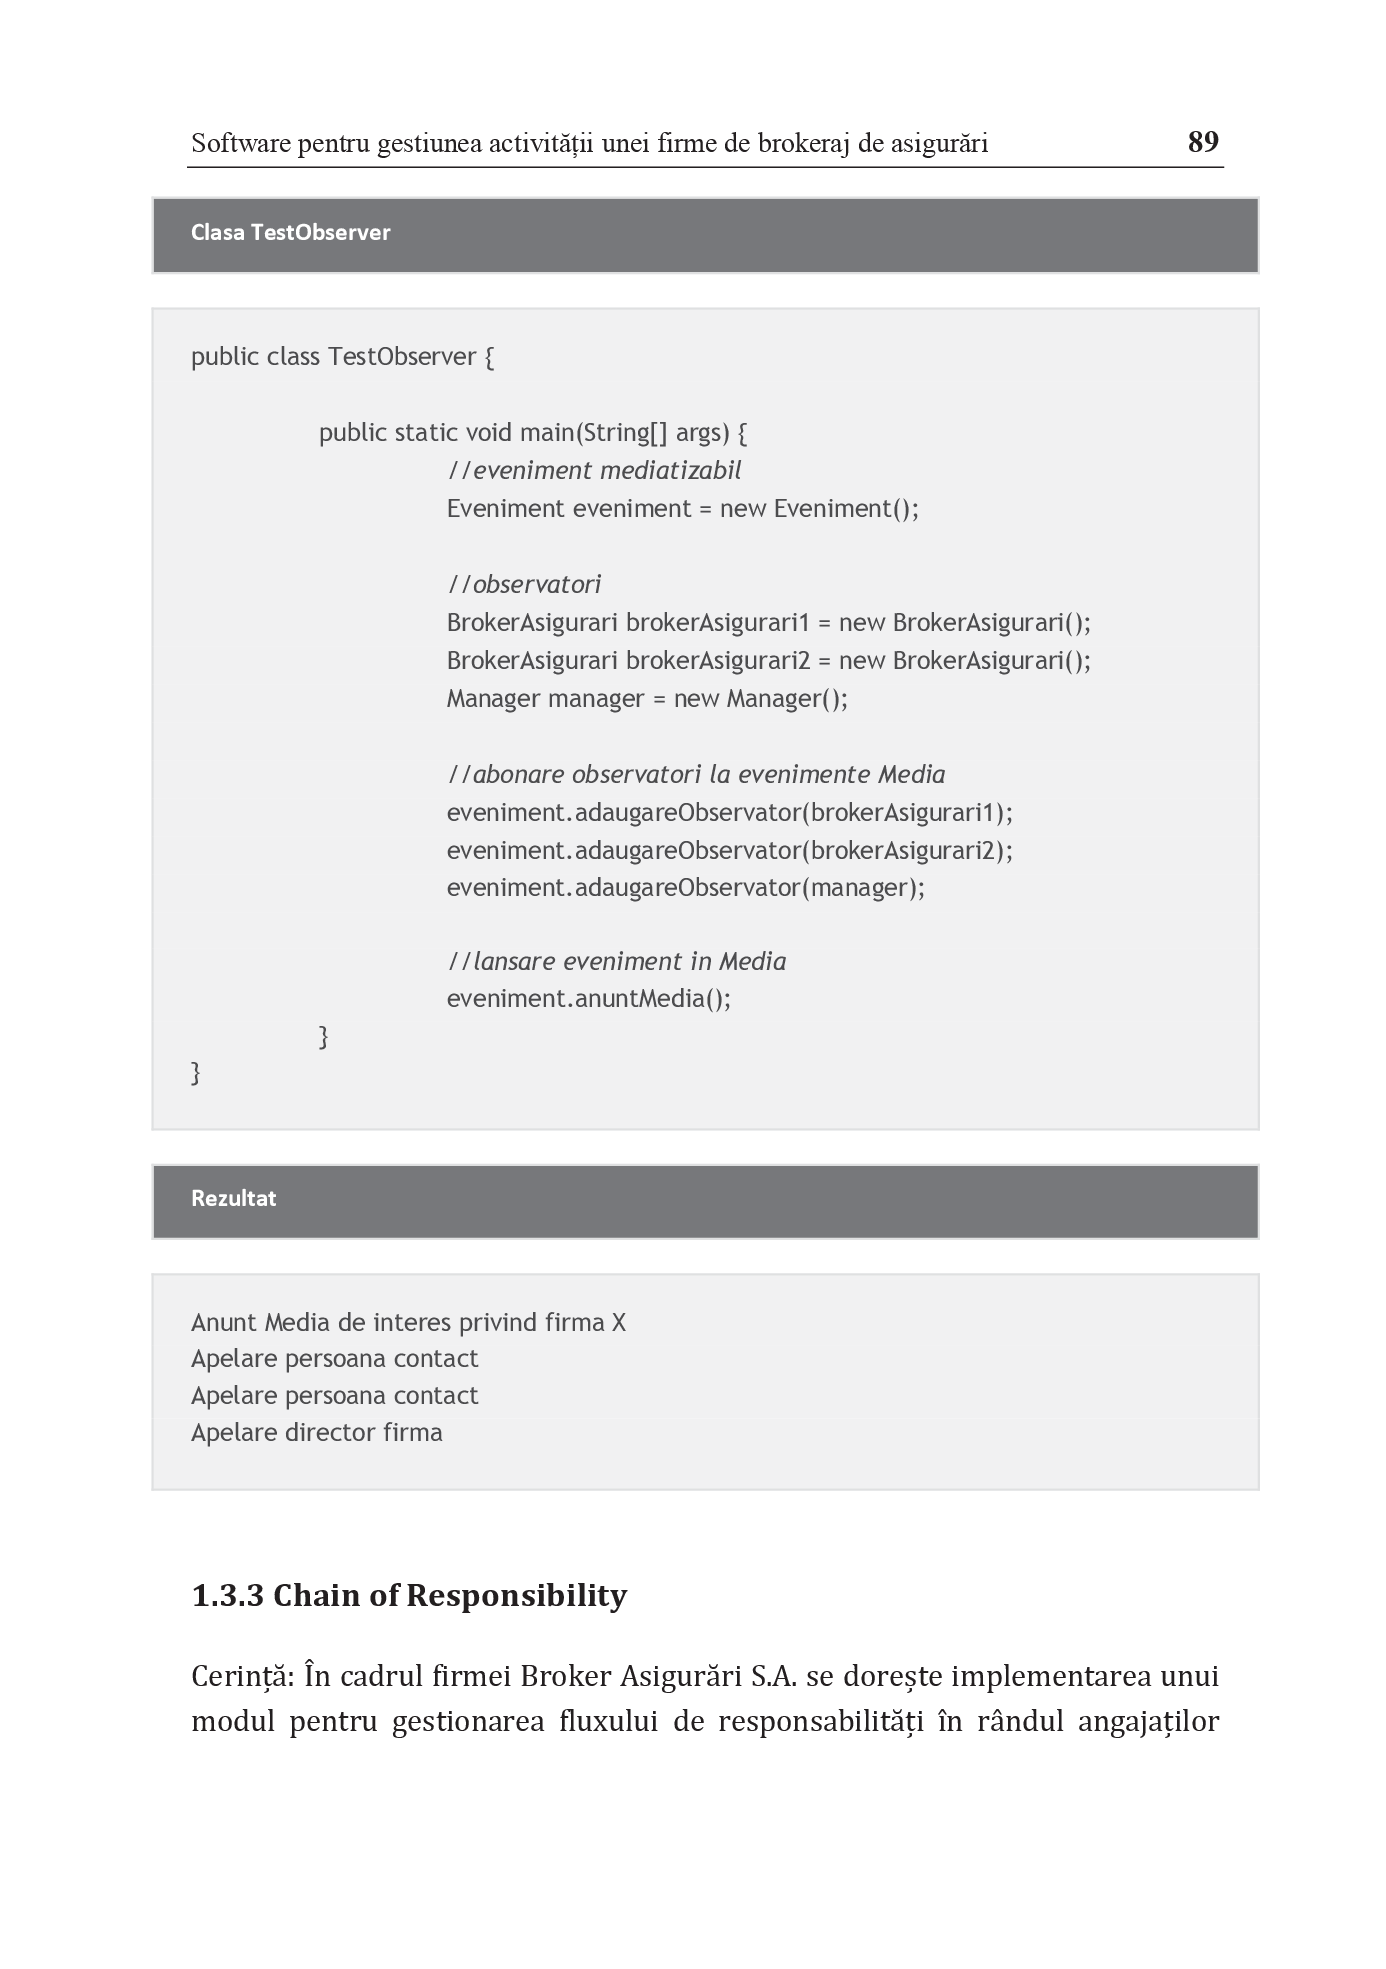 Software pentru gestiunea activității unei firme de brokeraj de asigurări 89
Clasa TestObserver
public class TestObserver {
public static void main(String[] args) {
//eveniment mediatizabil
Eveniment eveniment = new Eveniment();
//observatori
BrokerAsigurari brokerAsigurari1 = new BrokerAsigurari();
BrokerAsigurari brokerAsigurari2 = new BrokerAsigurari();
Manager manager = new Manager();
//abonare observatori la evenimente Media
eveniment.adaugareObservator(brokerAsigurari1);
eveniment.adaugareObservator(brokerAsigurari2);
eveniment.adaugareObservator(manager);
//lansare eveniment in Media
eveniment.anuntMedia();
}
}
Rezultat
Anunt Media de interes privind firma X
Apelare persoana contact
Apelare persoana contact
Apelare director firma
1.3.3 Chain of Responsibility
Cerință: În cadrul firmei Broker Asigurări S.A. se dorește implementarea unui
modul pentru gestionarea fluxului de responsabilități în rândul angajaților